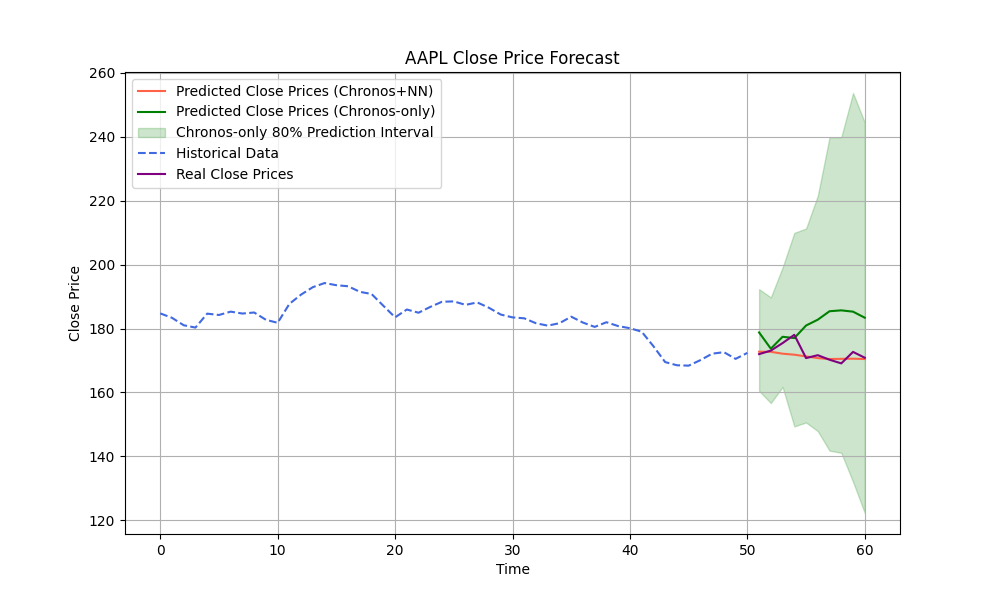 AAPL Close Price Forecast
260
240
220
200
180
160
140
120
Close Price
Predicted Close Prices (Chronos+NN)
Predicted Close Prices (Chronos-only)
Chronos-only 80% Prediction Interval
Historical Data
Real Close Prices
0 10 20 30 40 50 60
Time